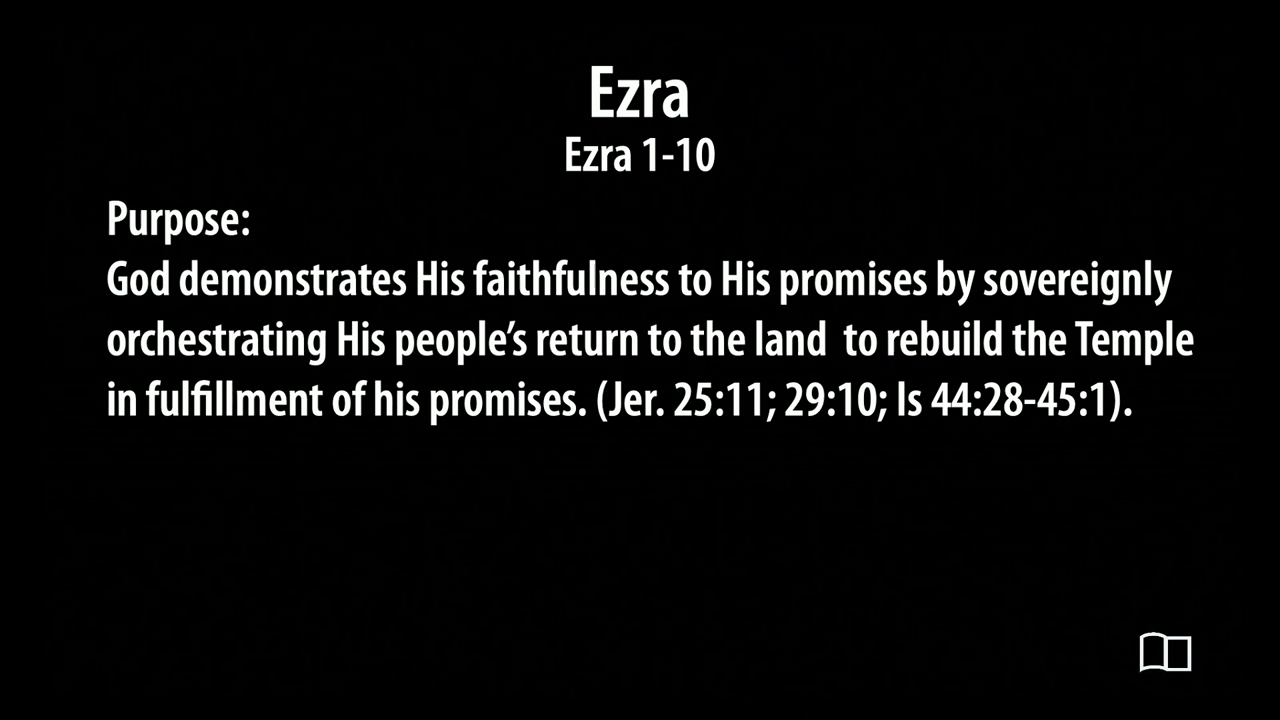 Ezra
Ezra 1-10
Purpose:
God demonstrates His faithfulness to His promises by sovereignly
orchestrating His people’s return to the land  to rebuild the Temple
in fulfillment of his promises. (Jer. 25:11; 29:10; Is 44:28-45:1).